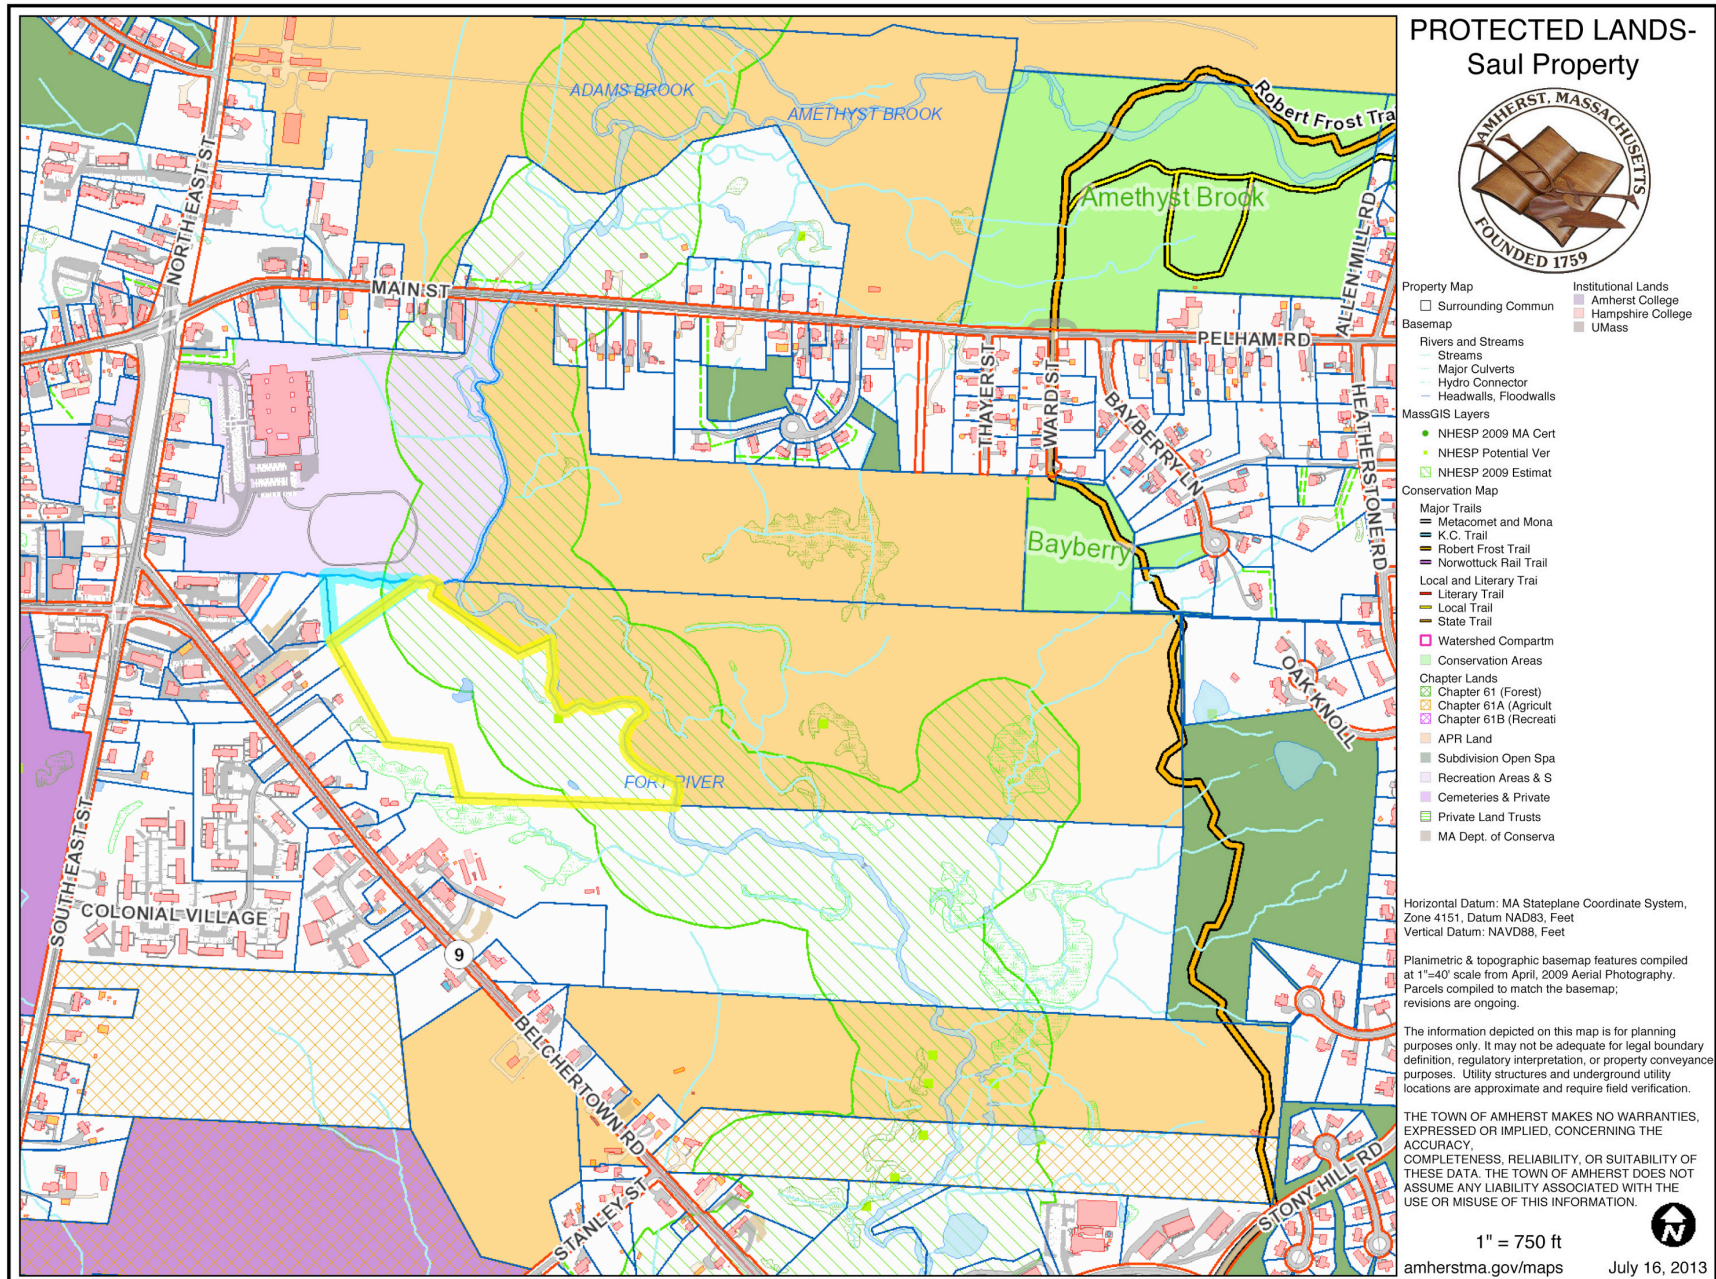 PROTECTED LANDS-
Saul Property
AMHERST, MASSACHUSETTS
FOUNDED 1759
Property Map
Surrounding Commun
Basemap
Rivers and Streams
Streams
Major Culverts
Hydro Connector
Headwalls, Floodwalls
MassGIS Layers
NHESP 2009 MA Cert
NHESP Potential Ver
NHESP 2009 Estimat
Conservation Map
Major Trails
Metacomet and Mona
K.C. Trail
Robert Frost Trail
Norwottuck Rail Trail
Local and Literary Trai
Literary Trail
Local Trail
State Trail
Watershed Compartm
Conservation Areas
Chapter Lands
Chapter 61 (Forest)
Chapter 61A (Agricult
Chapter 61B (Recreati
APR Land
Subdivision Open Spa
Recreation Areas & S
Cemeteries & Private
Private Land Trusts
MA Dept. of Conserva
Institutional Lands
Amherst College
Hampshire College
UMass
Horizontal Datum: MA Stateplane Coordinate System,
Zone 4151, Datum NAD83, Feet
Vertical Datum: NAVD88, Feet
Planimetric & topographic basemap features compiled
at 1"=40' scale from April, 2009 Aerial Photography.
Parcels compiled to match the basemap;
revisions are ongoing.
The information depicted on this map is for planning
purposes only. It may not be adequate for legal boundary
definition, regulatory interpretation, or property conveyance
purposes. Utility structures and underground utility
locations are approximate and require field verification.
THE TOWN OF AMHERST MAKES NO WARRANTIES,
EXPRESSED OR IMPLIED, CONCERNING THE
ACCURACY,
COMPLETENESS, RELIABILITY, OR SUITABILITY OF
THESE DATA. THE TOWN OF AMHERST DOES NOT
ASSUME ANY LIABILITY ASSOCIATED WITH THE
USE OR MISUSE OF THIS INFORMATION.
N
1" = 750 ft
amherstma.gov/maps
July 16, 2013
ADAMS BROOK
AMETHYST BROOK
Robert Frost Tra
Amethyst Brook
NORTH EAST ST
ALLEN MILL RD
MAIN ST
PELHAM RD
THAYER ST
WARD ST
BAYBERRY LN
HEATHERSTONE RD
Bayberry
OAK KNOLL
FORT RIVER
SOUTH EAST ST
COLONIAL VILLAGE
9
BELCHERTOWN RD
STANLEY ST
STONY HILL RD